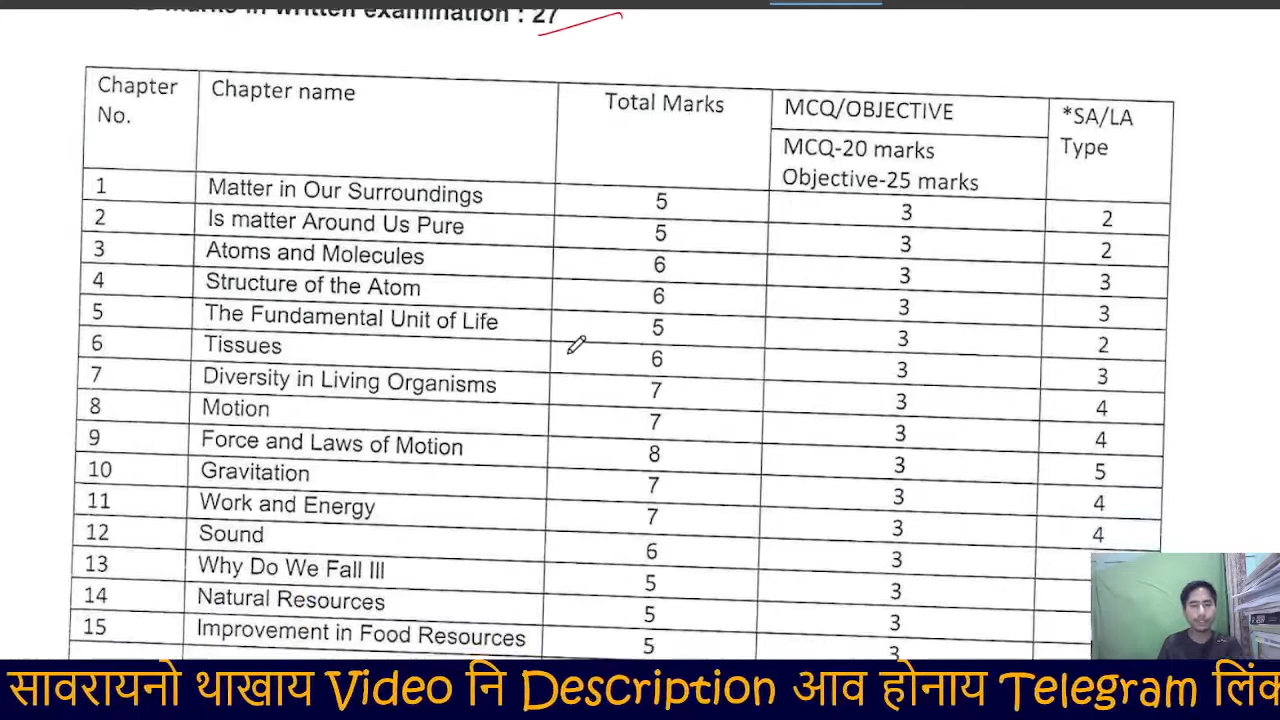 marks in written examination : 27
Chapter No. Chapter name Total Marks MCQ/OBJECTIVE *SA/LA Type
MCQ-20 marks
Objective-25 marks
1 Matter in Our Surroundings 5 3 2
2 Is matter Around Us Pure 5 3 2
3 Atoms and Molecules 6 3 3
4 Structure of the Atom 6 3 3
5 The Fundamental Unit of Life 5 3 2
6 Tissues 6 3 3
7 Diversity in Living Organisms 7 3 4
8 Motion 7 3 4
9 Force and Laws of Motion 8 3 5
10 Gravitation 7 3 4
11 Work and Energy 7 3 4
12 Sound 6 3
13 Why Do We Fall Ill 5 3
14 Natural Resources 5 3
15 Improvement in Food Resources 5 3
सावरायनो थाखाय Video नि Description आव होनाय Telegram